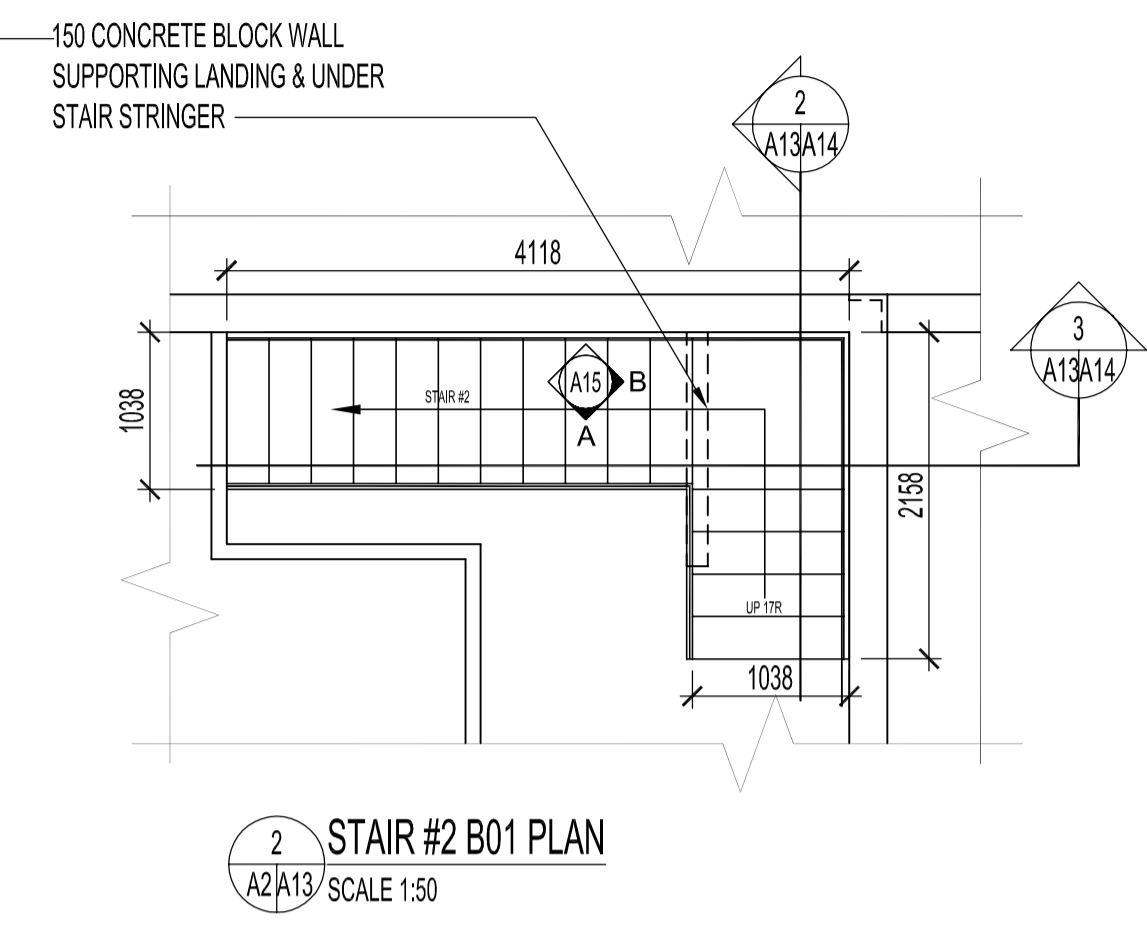 150 CONCRETE BLOCK WALL
SUPPORTING LANDING & UNDER
STAIR STRINGER
2
A13 A14
4118
3
A13 A14
1038
STAIR #2
A15
B
A
2158
UP 17R
1038
2
A2 A13
STAIR #2 B01 PLAN
SCALE 1:50